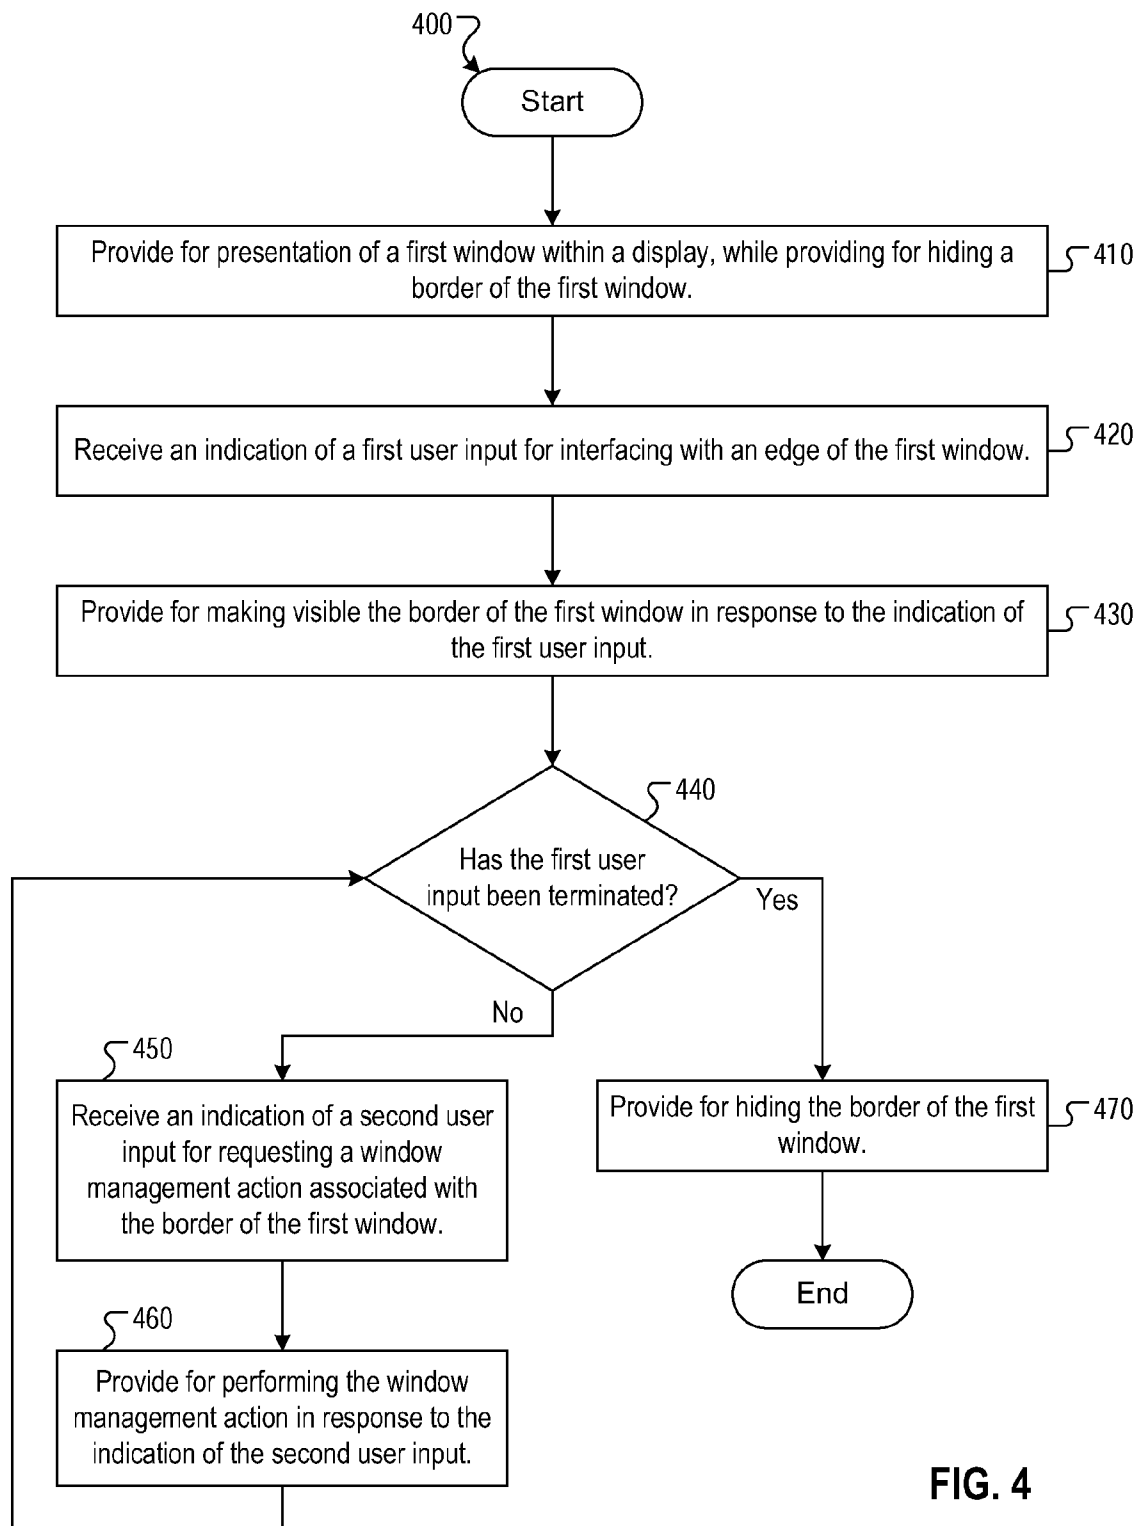 400
Start
Provide for presentation of a first window within a display, while providing for hiding a
border of the first window.
410
Receive an indication of a first user input for interfacing with an edge of the first window.
420
Provide for making visible the border of the first window in response to the indication of
the first user input.
430
440
Has the first user
input been terminated?
Yes
No
450
Receive an indication of a second user
input for requesting a window
management action associated with
the border of the first window.
Provide for hiding the border of the first
window.
470
460
Provide for performing the window
management action in response to the
indication of the second user input.
End
FIG. 4